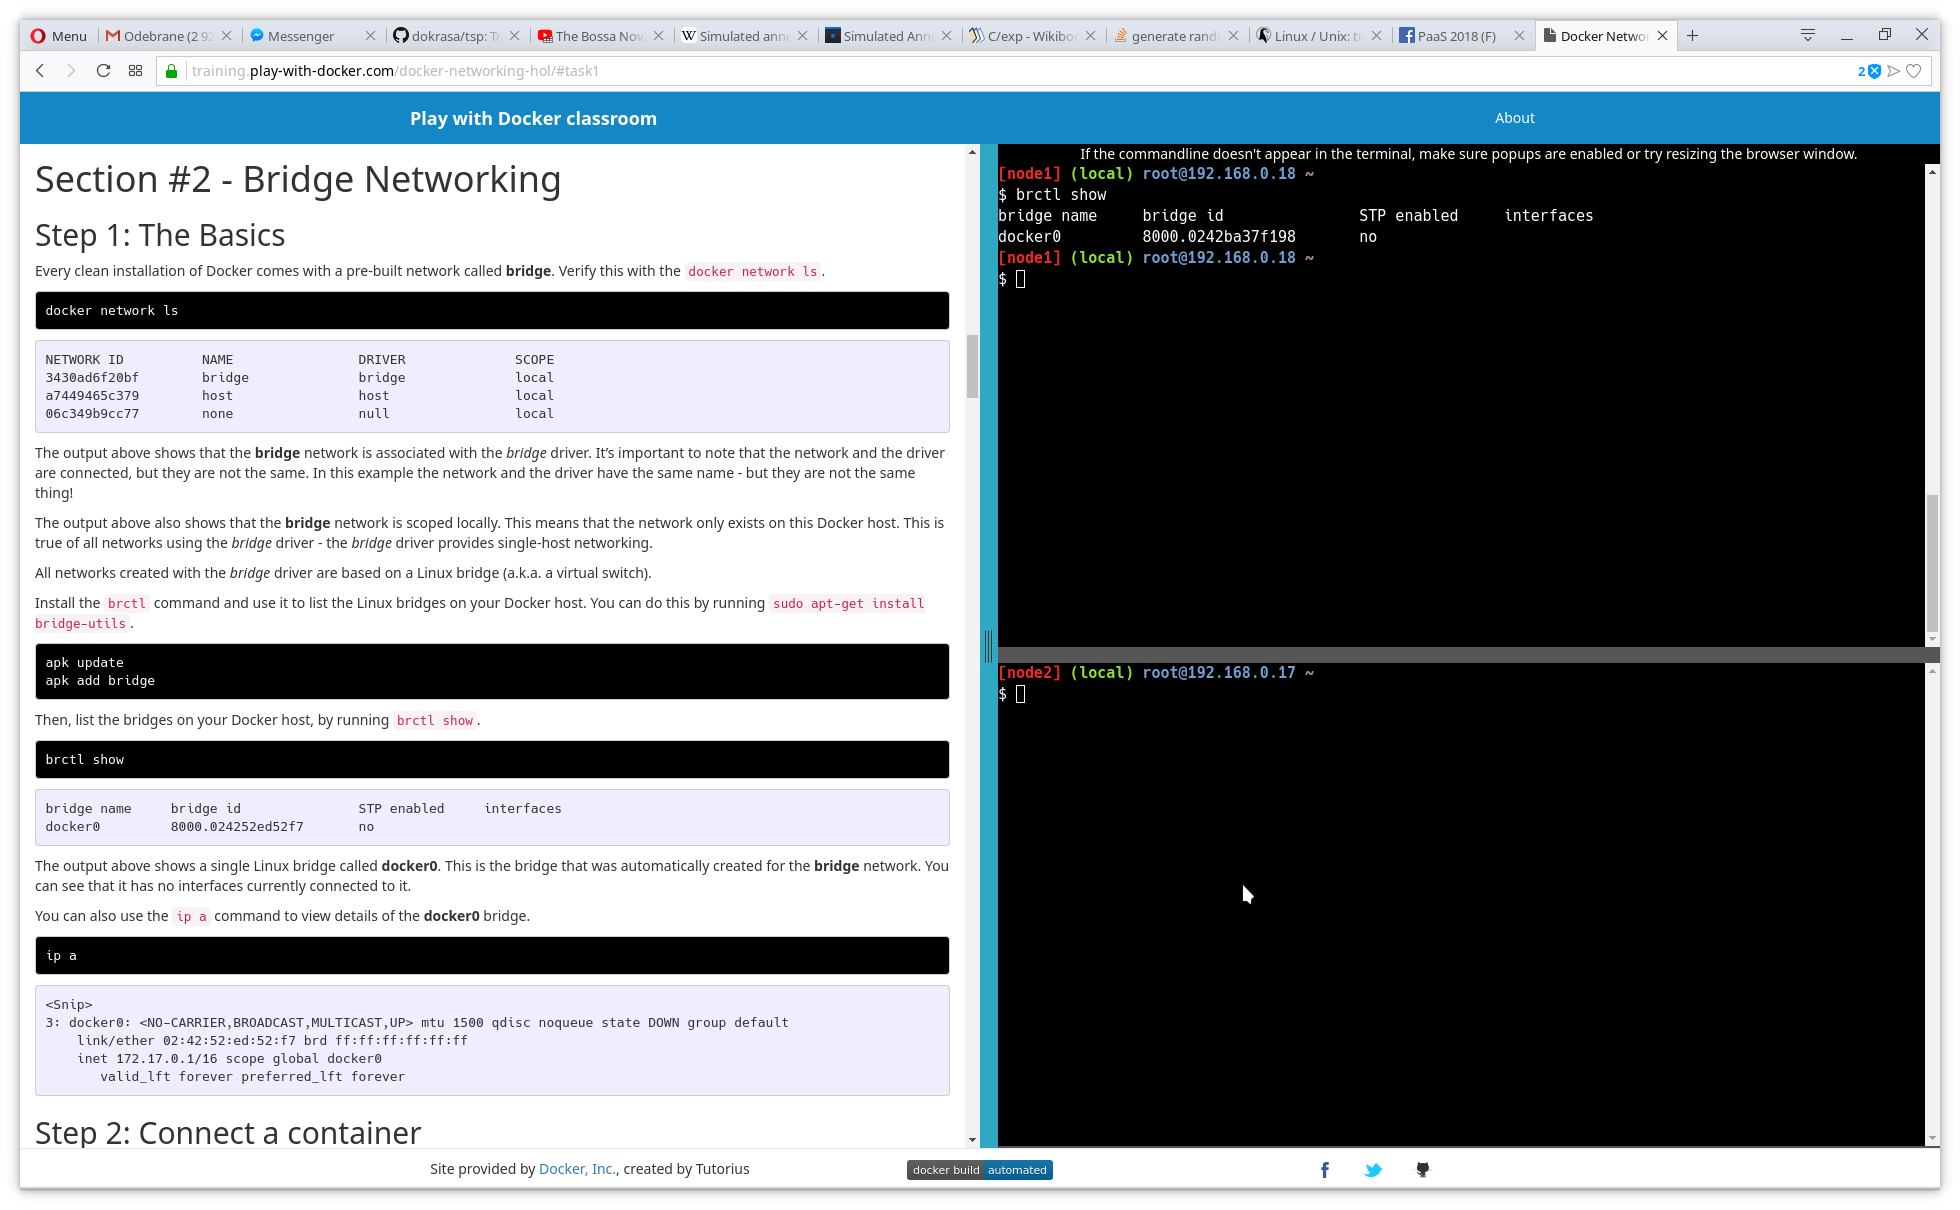 Menu
Odebrane (2 92
Messenger
dokrasa/tsp: Tr
The Bossa Nov
Simulated anne
Simulated Anne
C/exp - Wikiboo
generate rando
Linux / Unix: ti
PaaS 2018 (F)
Docker Networ
training.play-with-docker.com/docker-networking-hol/#task1
2
Play with Docker classroom
About
Section #2 - Bridge Networking
Step 1: The Basics
Every clean installation of Docker comes with a pre-built network called bridge. Verify this with the docker network ls.
docker network ls
NETWORK ID NAME DRIVER SCOPE
3430ad6f20bf bridge bridge local
a7449465c379 host host local
06c349b9cc77 none null local
The output above shows that the bridge network is associated with the bridge driver. It's important to note that the network and the driver
are connected, but they are not the same. In this example the network and the driver have the same name - but they are not the same
thing!
The output above also shows that the bridge network is scoped locally. This means that the network only exists on this Docker host. This is
true of all networks using the bridge driver - the bridge driver provides single-host networking.
All networks created with the bridge driver are based on a Linux bridge (a.k.a. a virtual switch).
Install the brctl command and use it to list the Linux bridges on your Docker host. You can do this by running sudo apt-get install
bridge-utils.
apk update
apk add bridge
Then, list the bridges on your Docker host, by running brctl show.
brctl show
bridge name bridge id STP enabled interfaces
docker0 8000.024252ed52f7 no
The output above shows a single Linux bridge called docker0. This is the bridge that was automatically created for the bridge network. You
can see that it has no interfaces currently connected to it.
You can also use the ip a command to view details of the docker0 bridge.
ip a
<Snip>
3: docker0: <NO-CARRIER,BROADCAST,MULTICAST,UP> mtu 1500 qdisc noqueue state DOWN group default
link/ether 02:42:52:ed:52:f7 brd ff:ff:ff:ff:ff:ff
inet 172.17.0.1/16 scope global docker0
valid_lft forever preferred_lft forever
Step 2: Connect a container
If the commandline doesn't appear in the terminal, make sure popups are enabled or try resizing the browser window.
[node1] (local) root@192.168.0.18 ~
$ brctl show
bridge name bridge id STP enabled interfaces
docker0 8000.0242ba37f198 no
[node1] (local) root@192.168.0.18 ~
$
[node2] (local) root@192.168.0.17 ~
$
Site provided by Docker, Inc., created by Tutorius
docker build automated